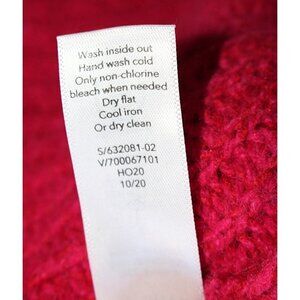 Wash inside out
Hand wash cold
Only non-chlorine
bleach when needed
Dry flat
Cool iron
Or dry clean
S/632081-02
V/700067101
HO20
10/20